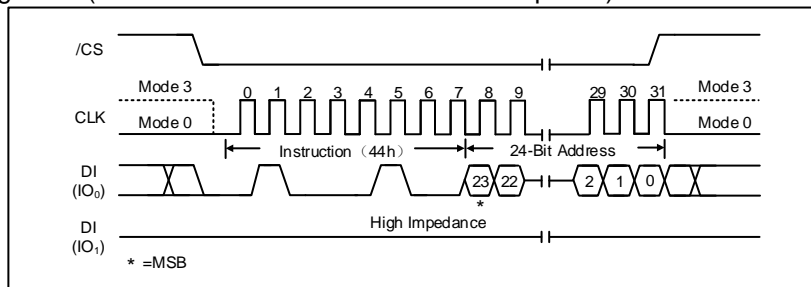 /CS
Mode 3 0 1 2 3 4 5 6 7 8 9 29 30 31 Mode 3
CLK
Mode 0 Mode 0
Instruction（44h） 24-Bit Address
DI
(IO0)
23 22 2 1 0
*
High Impedance
DI
(IO1)
* =MSB